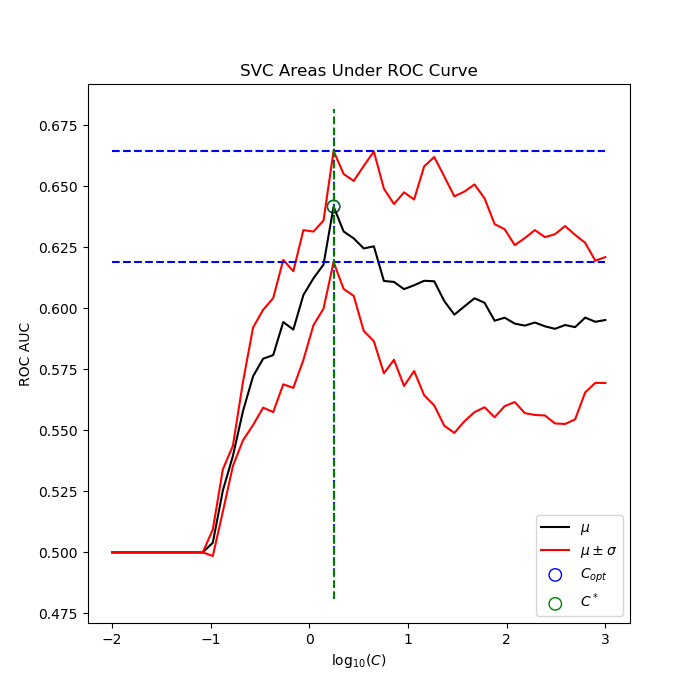 SVC Areas Under ROC Curve
ROC AUC
0.675
0.650
0.625
0.600
0.575
0.550
0.525
0.500
0.475
μ
μ ± σ
C_opt
C*
−2 −1 0 1 2 3
log₁₀(C)